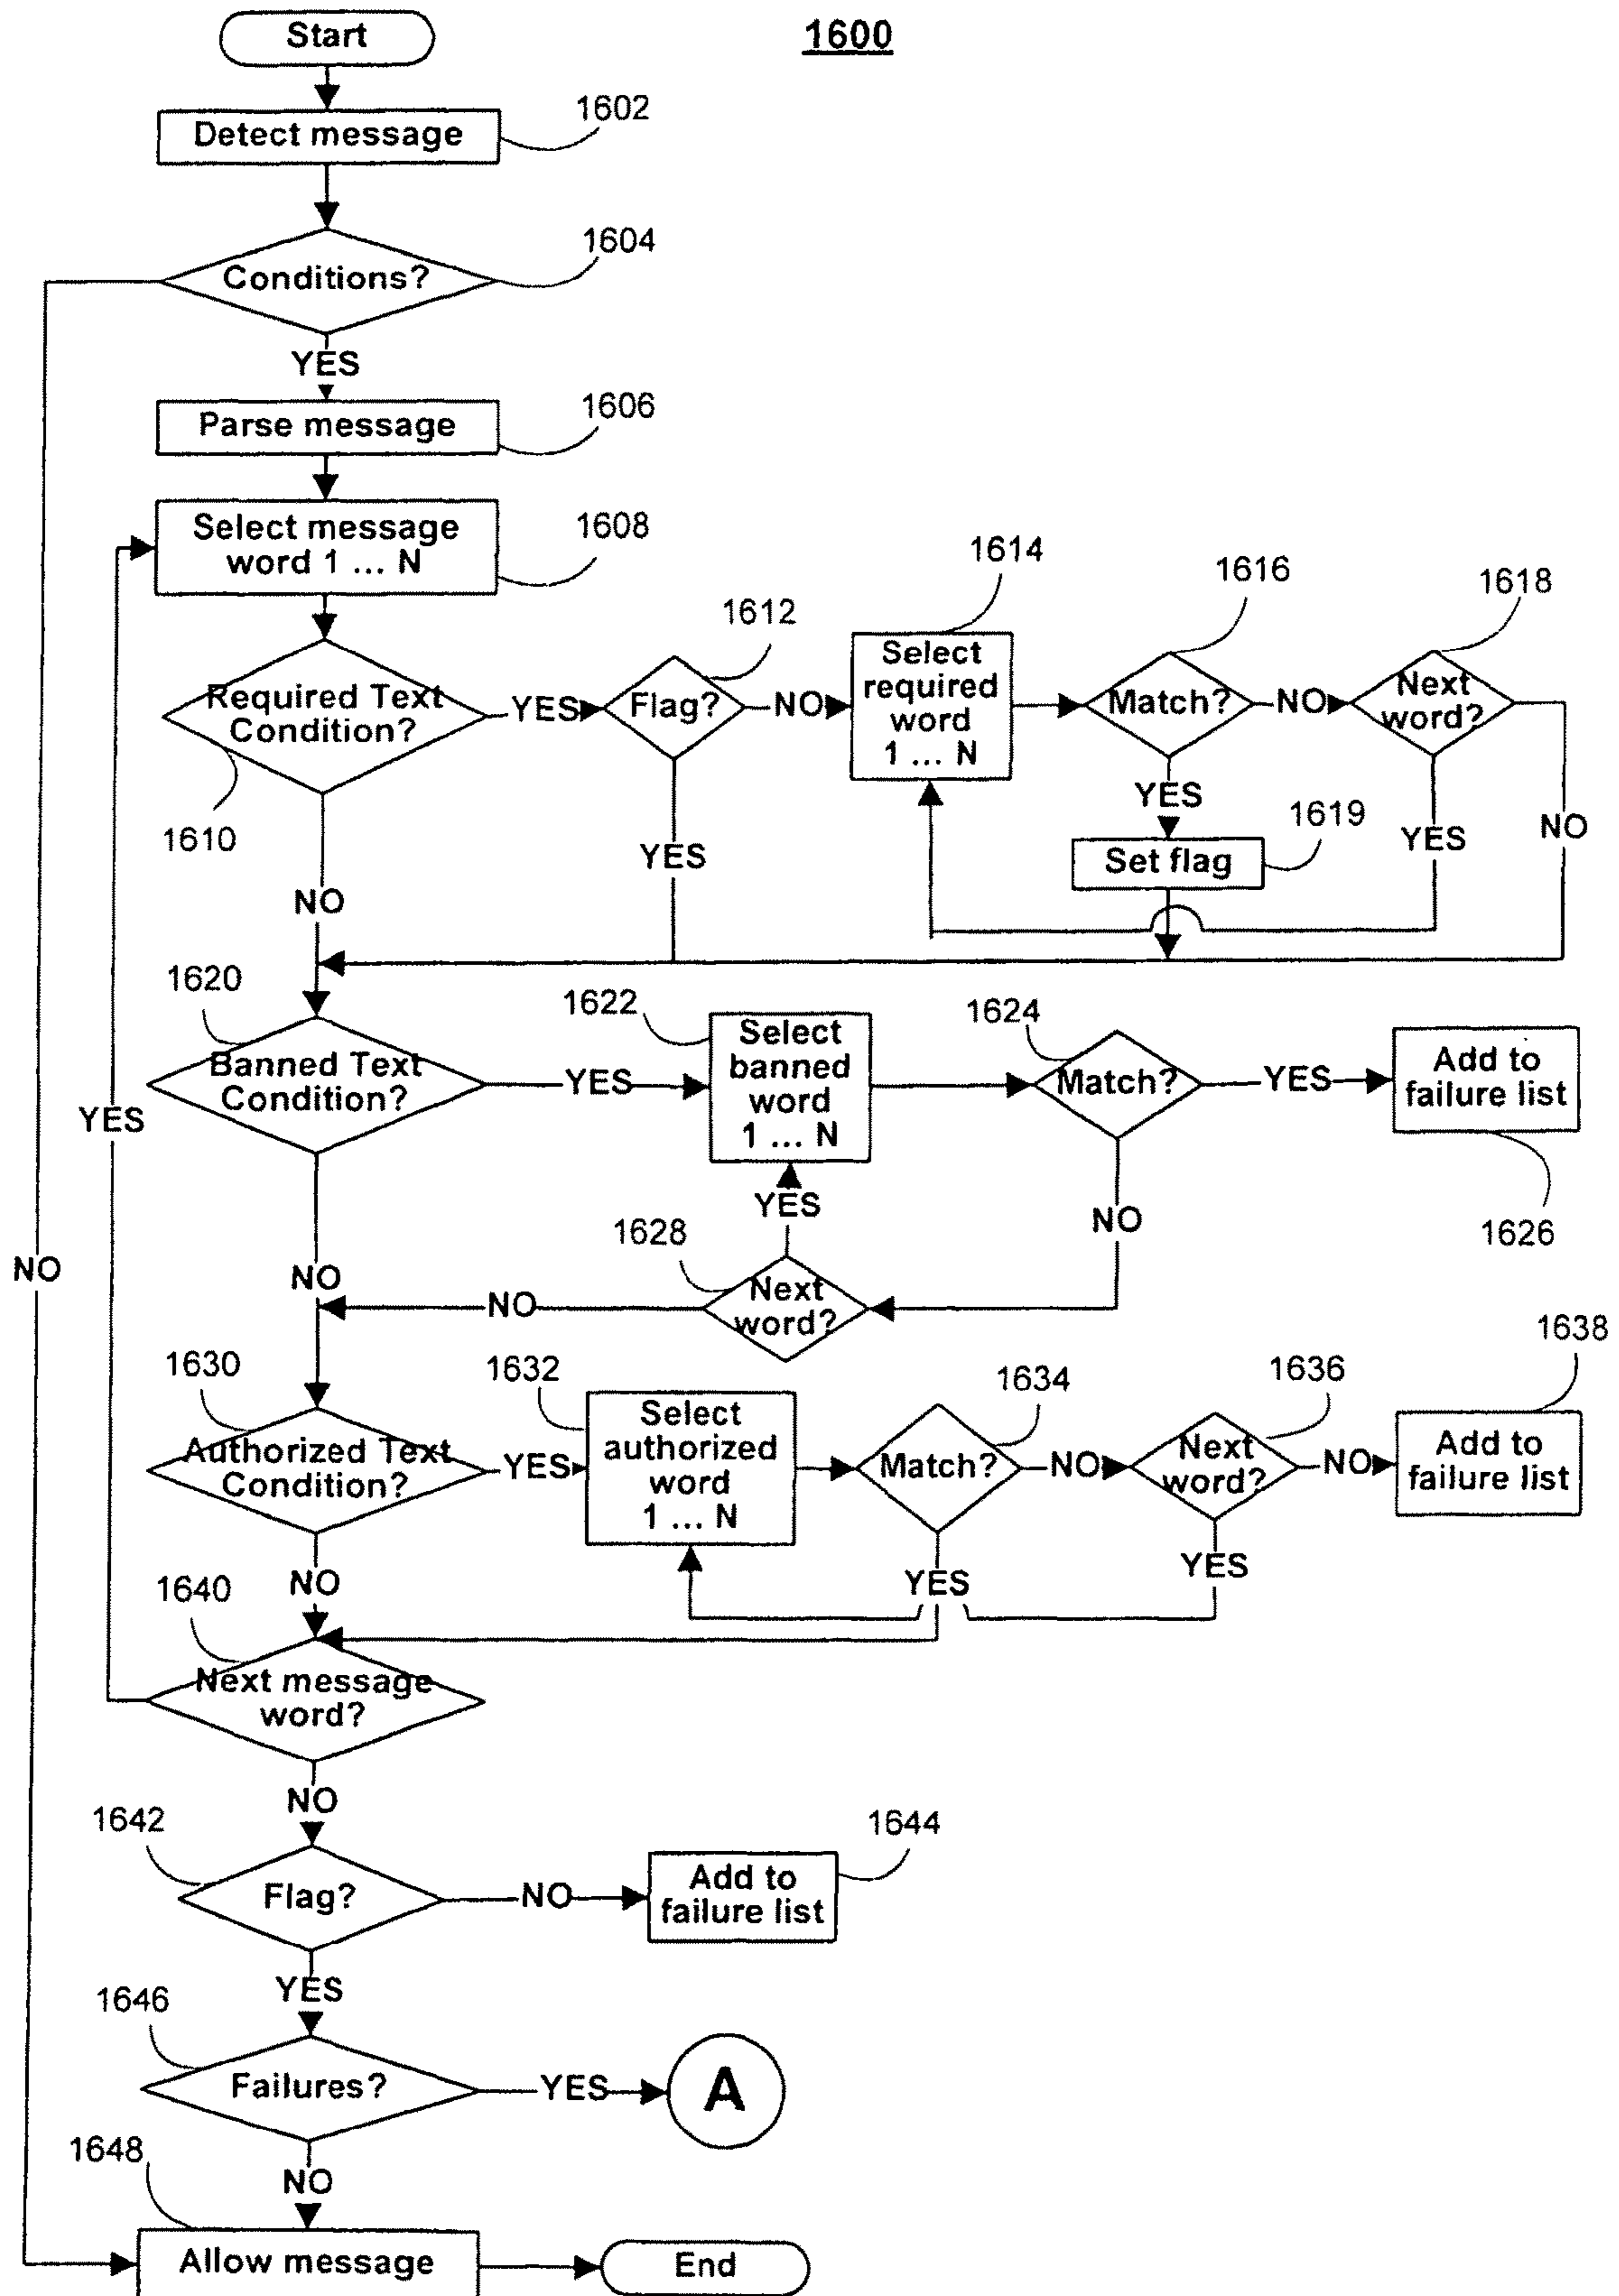 1600
Start
Detect message
1602
Conditions?
1604
YES
Parse message
1606
Select message
word 1 ... N
1608
Required Text
Condition?
1610
YES
Flag?
1612
NO
Select
required
word
1 ... N
1614
Match?
1616
NO
Next
word?
1618
YES
Set flag
1619
YES
NO
YES
NO
1620
Banned Text
Condition?
YES
1622
Select
banned
word
1 ... N
1624
Match?
YES
Add to
failure list
1626
YES
NO
YES
1628
Next
word?
NO
NO
NO
1630
Authorized Text
Condition?
YES
1632
Select
authorized
word
1 ... N
1634
Match?
NO
1636
Next
word?
NO
1638
Add to
failure list
YES
YES
NO
1640
Next message
word?
NO
1642
Flag?
NO
1644
Add to
failure list
YES
1646
Failures?
YES
A
NO
1648
Allow message
End